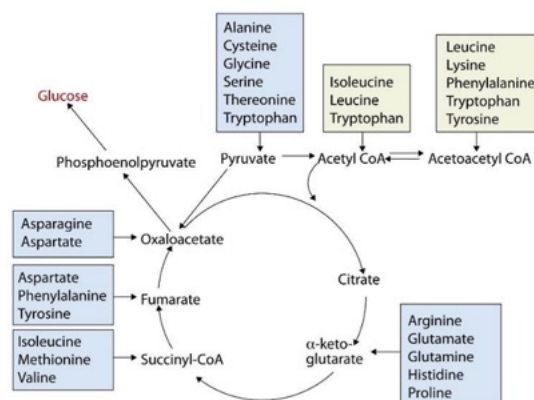 Alanine
Cysteine
Glycine
Serine
Thereonine
Tryptophan
Isoleucine
Leucine
Tryptophan
Leucine
Lysine
Phenylalanine
Tryptophan
Tyrosine
Glucose
Phosphoenolpyruvate
Pyruvate
Acetyl CoA
Acetoacetyl CoA
Asparagine
Aspartate
Oxaloacetate
Aspartate
Phenylalanine
Tyrosine
Fumarate
Citrate
Isoleucine
Methionine
Valine
Succinyl-CoA
α-keto-
glutarate
Arginine
Glutamate
Glutamine
Histidine
Proline